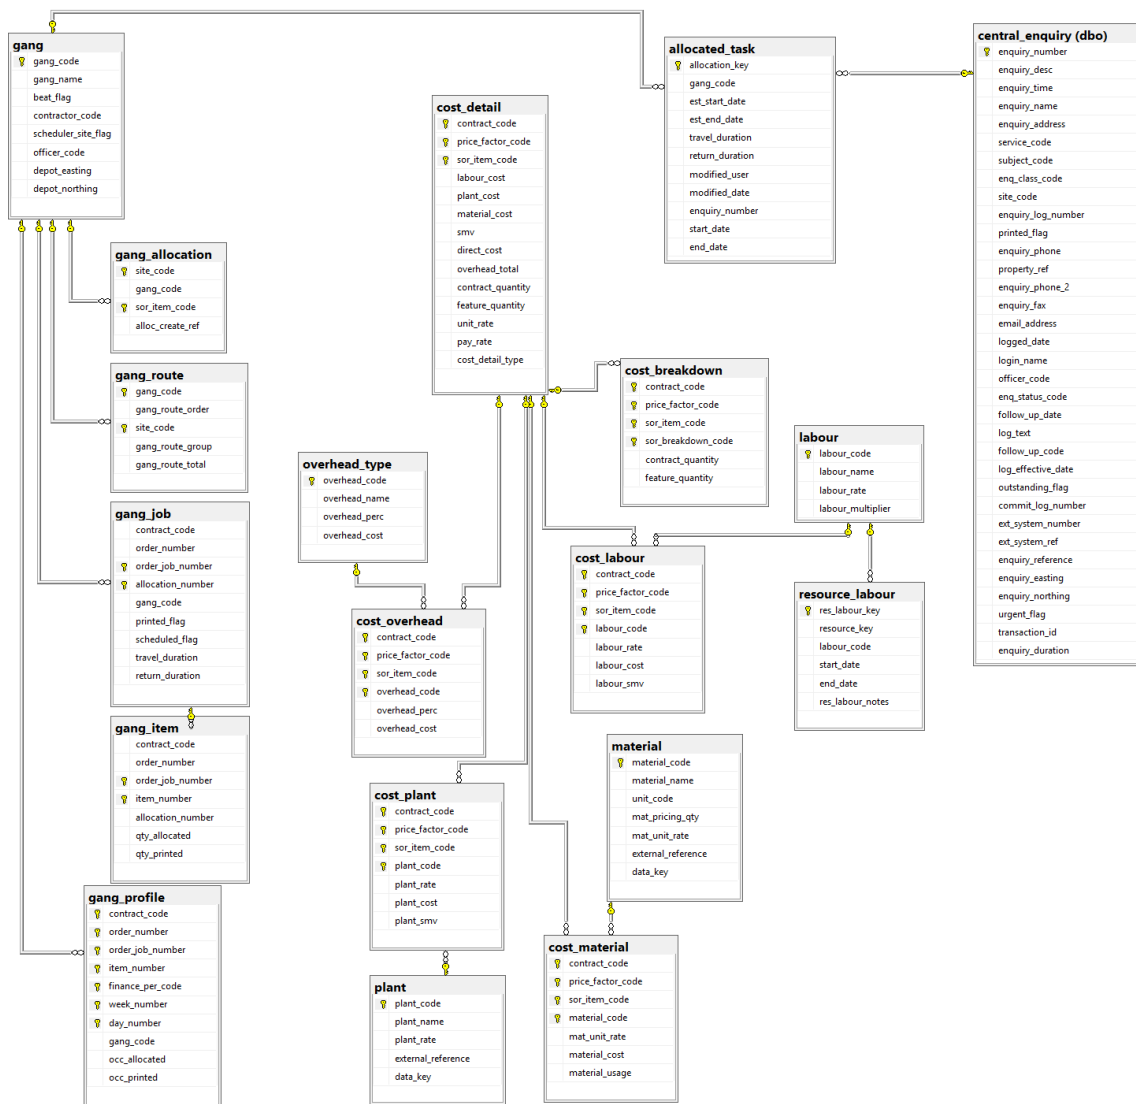 gang
gang_code
gang_name
beat_flag
contractor_code
scheduler_site_flag
officer_code
depot_easting
depot_northing
gang_allocation
site_code
gang_code
sor_item_code
alloc_create_ref
gang_route
gang_code
gang_route_order
site_code
gang_route_group
gang_route_total
gang_job
contract_code
order_number
order_job_number
allocation_number
gang_code
printed_flag
scheduled_flag
travel_duration
return_duration
gang_item
contract_code
order_number
order_job_number
item_number
allocation_number
qty_allocated
qty_printed
gang_profile
contract_code
order_number
order_job_number
item_number
finance_per_code
week_number
day_number
gang_code
occ_allocated
occ_printed
overhead_type
overhead_code
overhead_name
overhead_perc
overhead_cost
cost_overhead
contract_code
price_factor_code
sor_item_code
overhead_code
overhead_perc
overhead_cost
cost_plant
contract_code
price_factor_code
sor_item_code
plant_code
plant_rate
plant_cost
plant_smv
plant
plant_code
plant_name
plant_rate
external_reference
data_key
cost_detail
contract_code
price_factor_code
sor_item_code
labour_cost
plant_cost
material_cost
smv
direct_cost
overhead_total
contract_quantity
feature_quantity
unit_rate
pay_rate
cost_detail_type
cost_breakdown
contract_code
price_factor_code
sor_item_code
sor_breakdown_code
contract_quantity
feature_quantity
cost_labour
contract_code
price_factor_code
sor_item_code
labour_code
labour_rate
labour_cost
labour_smv
material
material_code
material_name
unit_code
mat_pricing_qty
mat_unit_rate
external_reference
data_key
cost_material
contract_code
price_factor_code
sor_item_code
material_code
mat_unit_rate
material_cost
material_usage
allocated_task
allocation_key
gang_code
est_start_date
est_end_date
travel_duration
return_duration
modified_user
modified_date
enquiry_number
start_date
end_date
labour
labour_code
labour_name
labour_rate
labour_multiplier
resource_labour
res_labour_key
resource_key
labour_code
start_date
end_date
res_labour_notes
central_enquiry (dbo)
enquiry_number
enquiry_desc
enquiry_time
enquiry_name
enquiry_address
service_code
subject_code
enq_class_code
site_code
enquiry_log_number
printed_flag
enquiry_phone
property_ref
enquiry_phone_2
enquiry_fax
email_address
logged_date
login_name
officer_code
enq_status_code
follow_up_date
log_text
follow_up_code
log_effective_date
outstanding_flag
commit_log_number
ext_system_number
ext_system_ref
enquiry_reference
enquiry_easting
enquiry_northing
urgent_flag
transaction_id
enquiry_duration